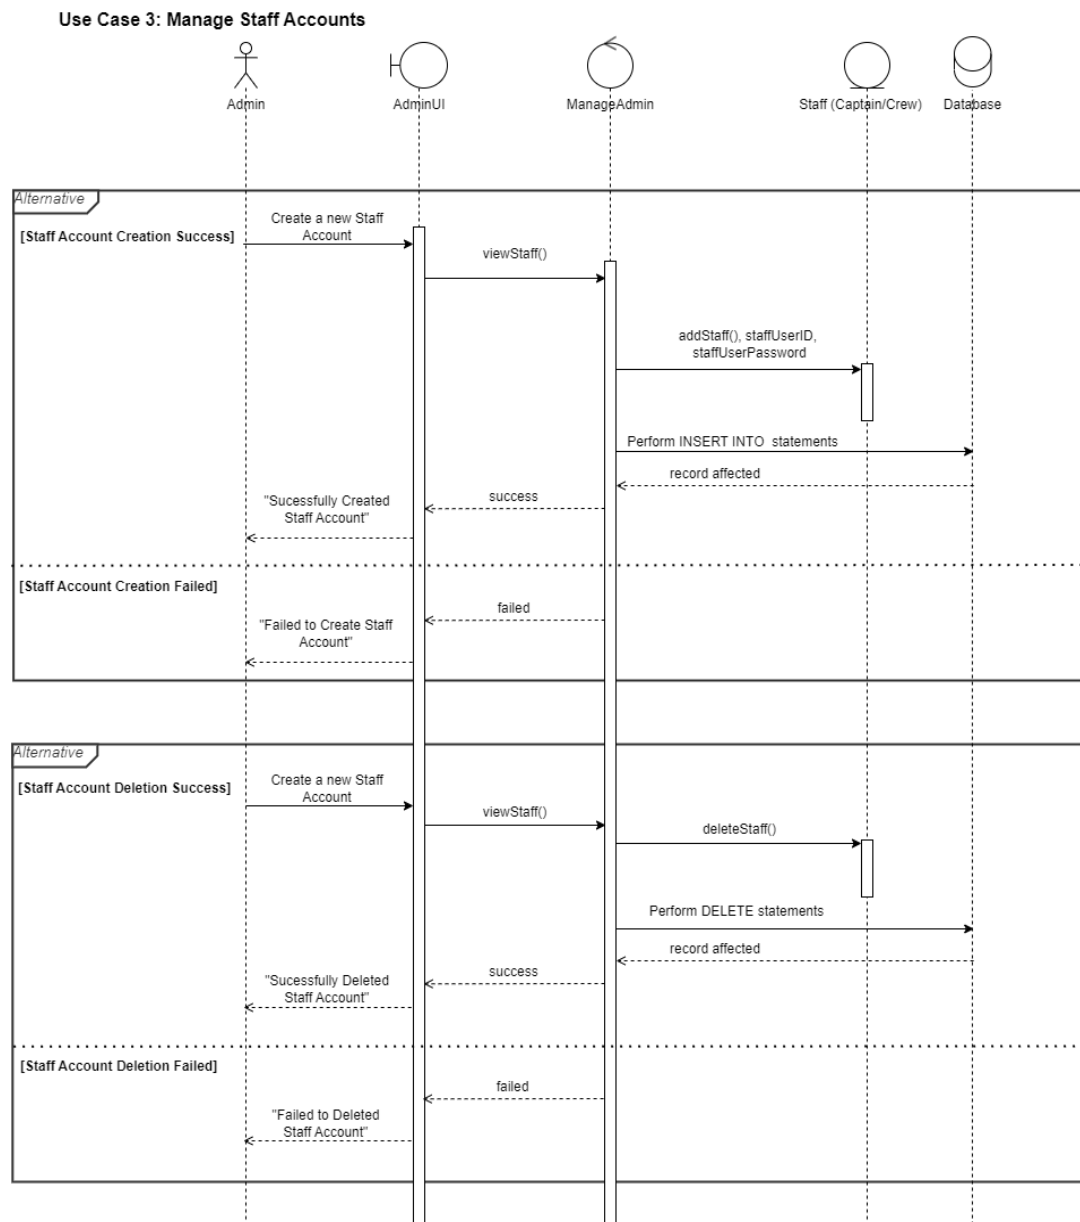 Use Case 3: Manage Staff Accounts
Admin
AdminUI
ManageAdmin
Staff (Captain/Crew)
Database
Alternative
[Staff Account Creation Success]
Create a new Staff
Account
viewStaff()
addStaff(), staffUserID,
staffUserPassword
Perform INSERT INTO statements
record affected
success
"Sucessfully Created
Staff Account"
[Staff Account Creation Failed]
failed
"Failed to Create Staff
Account"
Alternative
[Staff Account Deletion Success]
Create a new Staff
Account
viewStaff()
deleteStaff()
Perform DELETE statements
record affected
success
"Sucessfully Deleted
Staff Account"
[Staff Account Deletion Failed]
failed
"Failed to Deleted
Staff Account"